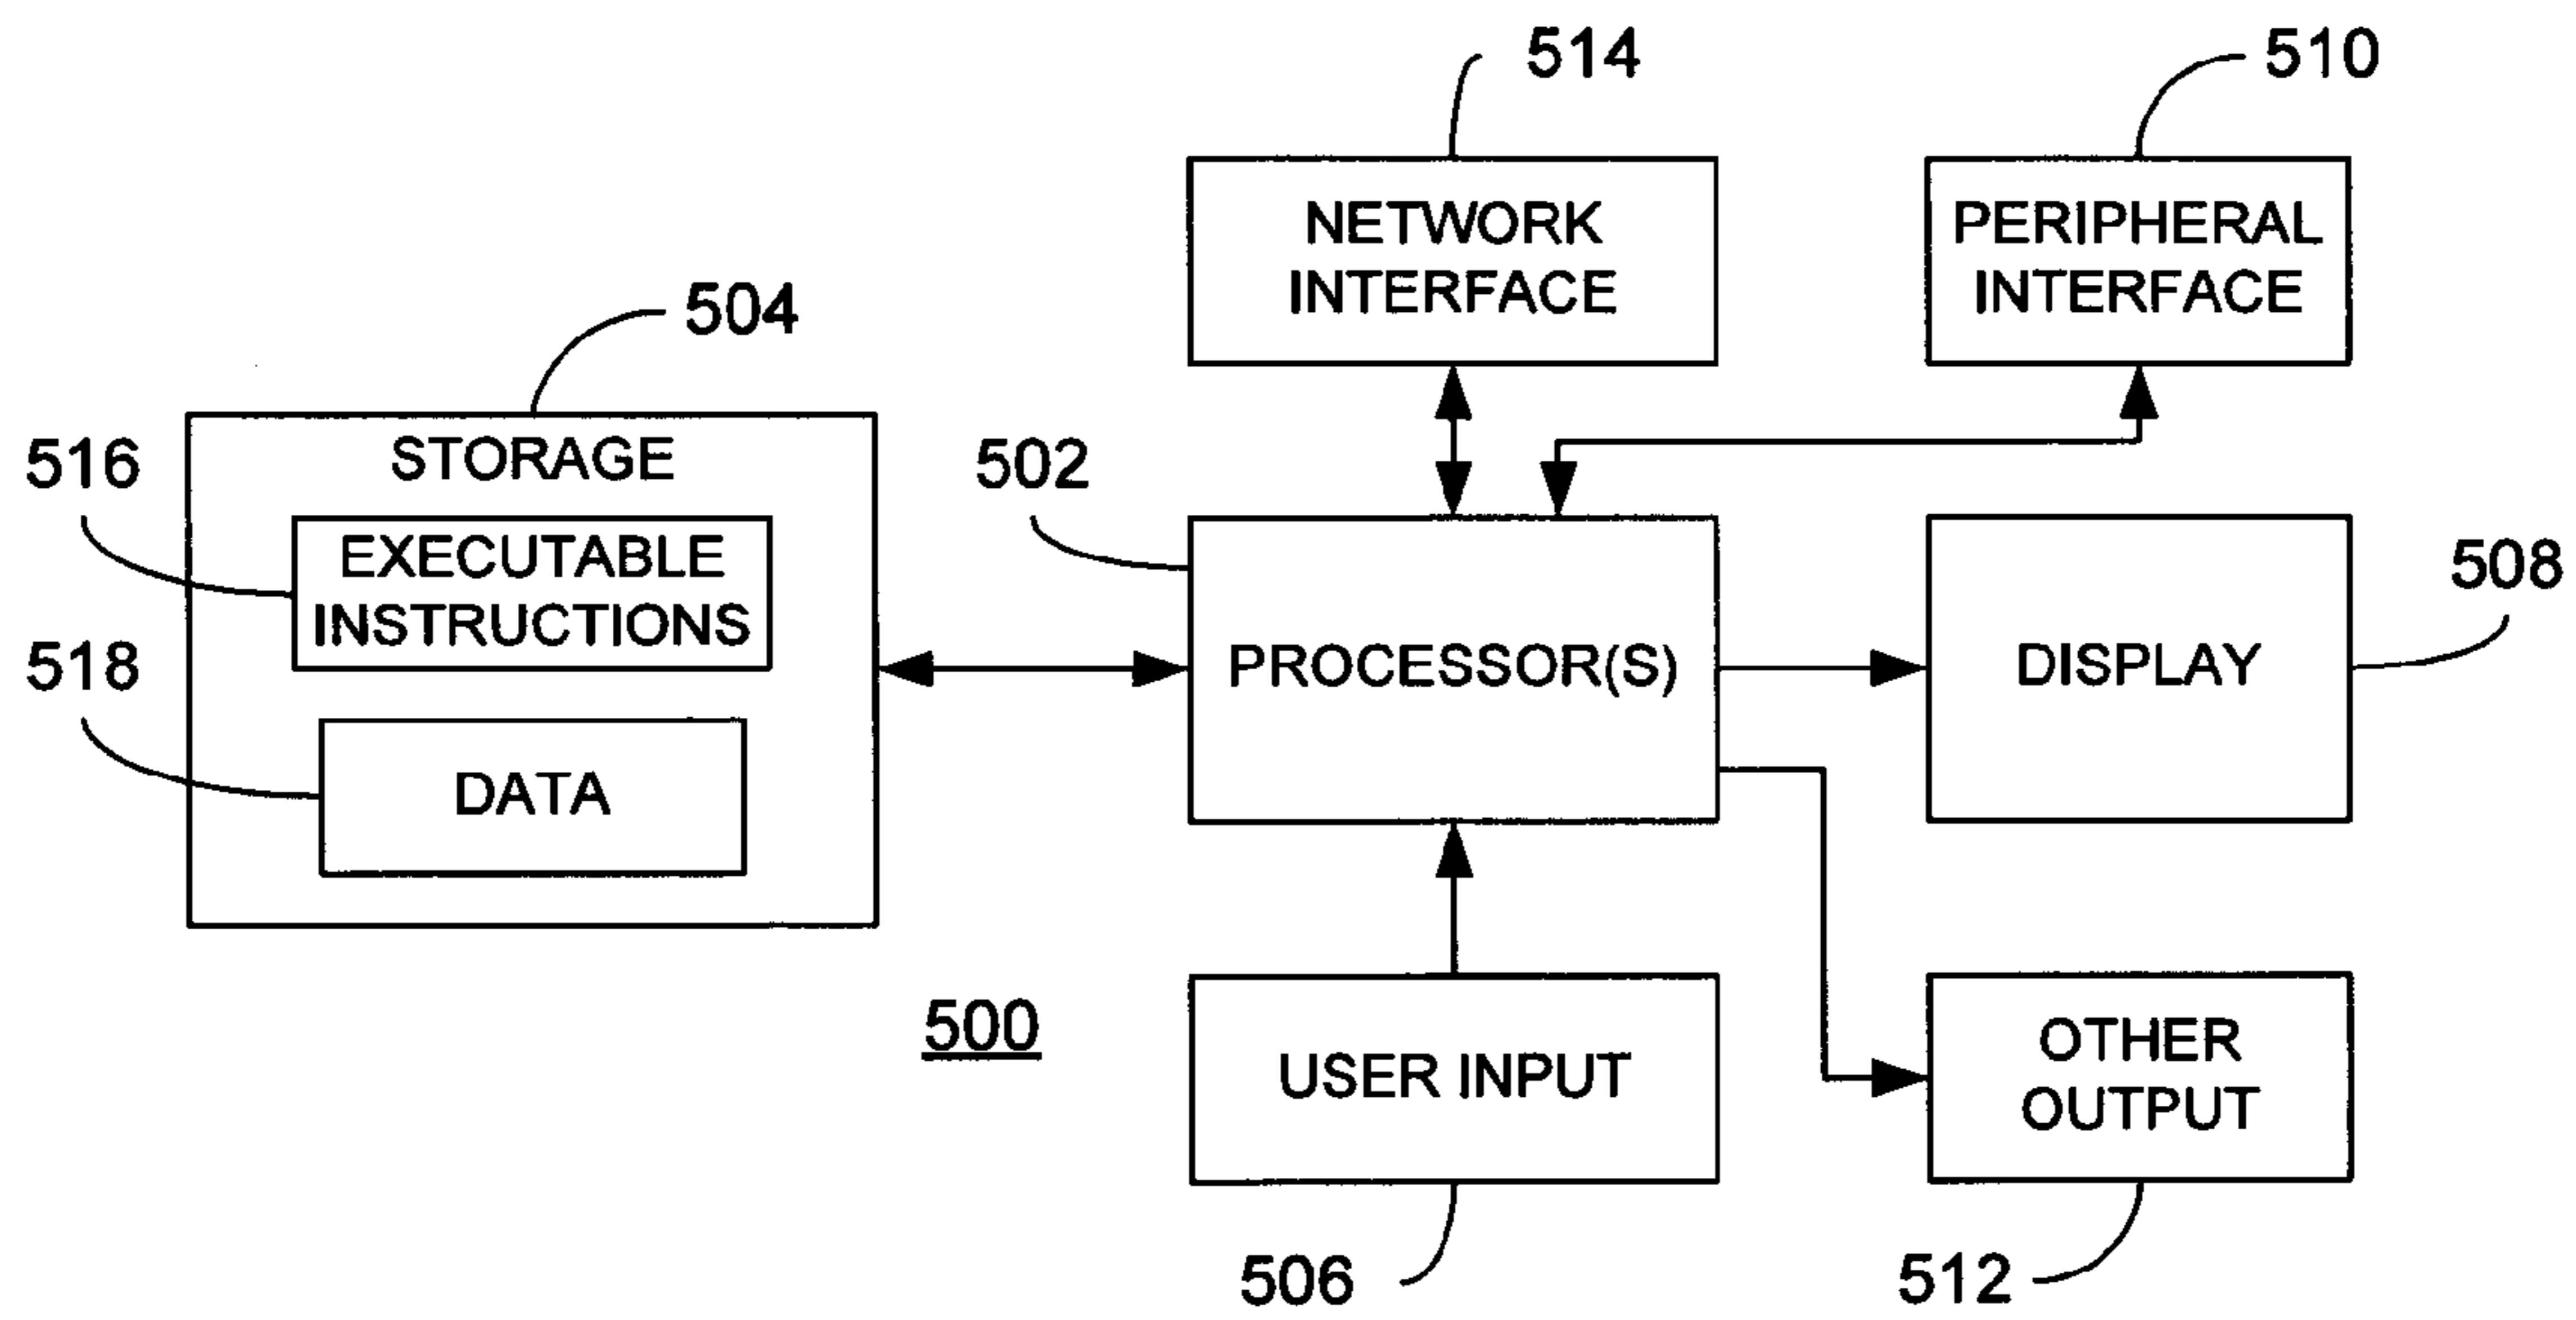 514
510
NETWORK
INTERFACE
PERIPHERAL
INTERFACE
504
516
STORAGE
502
EXECUTABLE
INSTRUCTIONS
508
518
PROCESSOR(S)
DISPLAY
DATA
500
USER INPUT
OTHER
OUTPUT
506
512